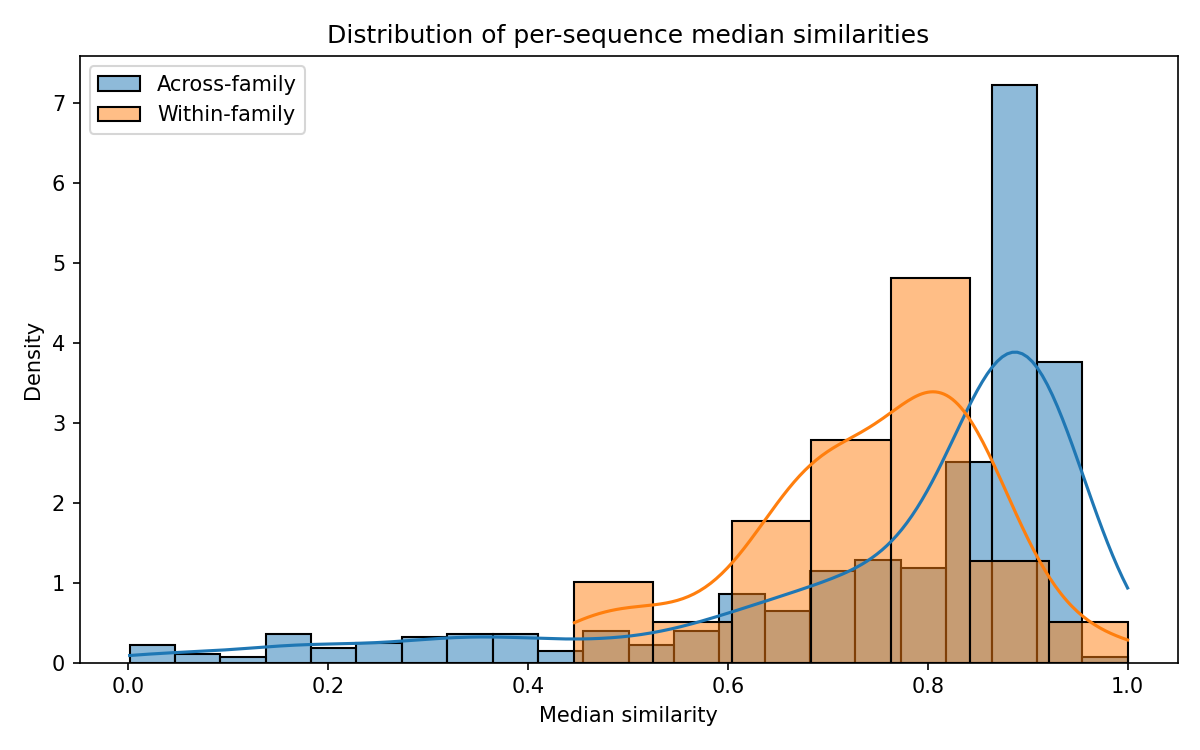 Distribution of per-sequence median similarities
Across-family
Within-family
Density
7
6
5
4
3
2
1
0
0.0 0.2 0.4 0.6 0.8 1.0
Median similarity